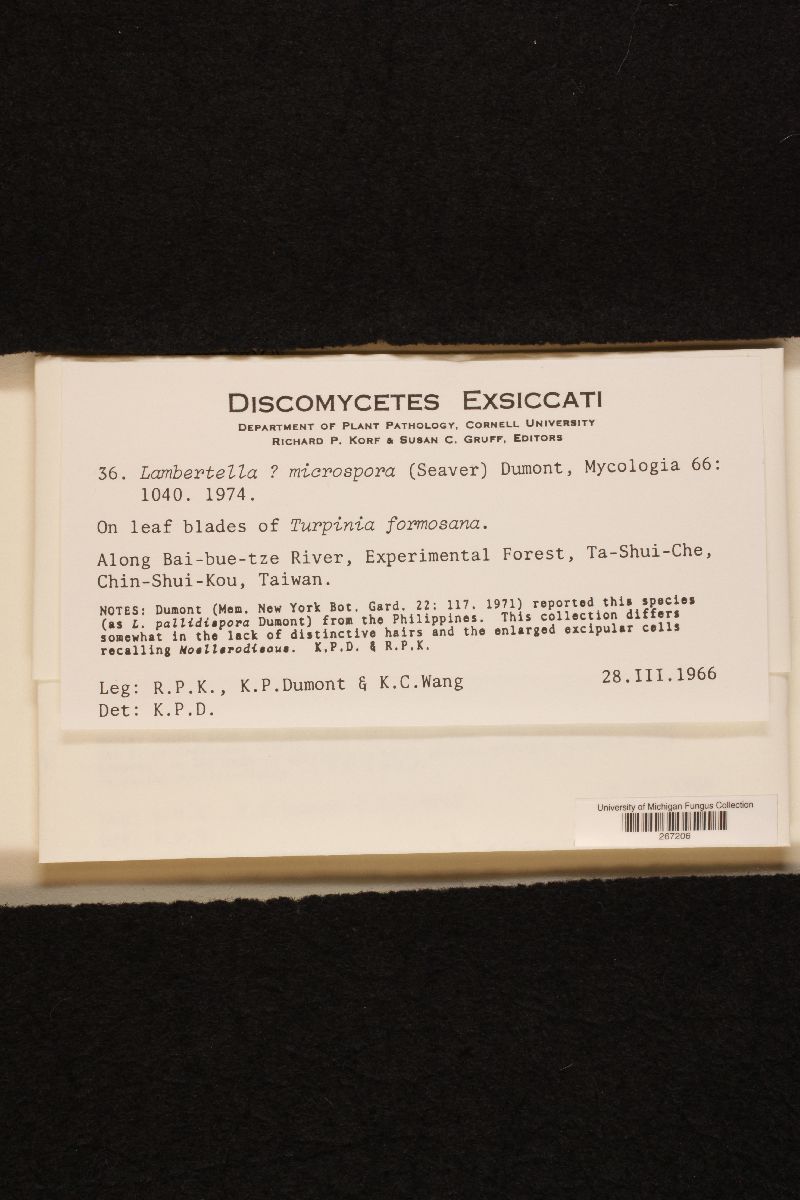 DISCOMYCETES EXSICCATI
DEPARTMENT OF PLANT PATHOLOGY, CORNELL UNIVERSITY
RICHARD P. KORF & SUSAN C. GRUFF, EDITORS
36. Lambertella ? microspora (Seaver) Dumont, Mycologia 66:
1040. 1974.
On leaf blades of Turpinia formosana.
Along Bai-bue-tze River, Experimental Forest, Ta-Shui-Che,
Chin-Shui-Kou, Taiwan.
NOTES: Dumont (Mem. New York Bot. Gard. 22: 117. 1971) reported this species
(as L. pallidispora Dumont) from the Philippines. This collection differs
somewhat in the lack of distinctive hairs and the enlarged excipular cells
recalling Moellerodiscus. K.P.D. & R.P.K.
Leg: R.P.K., K.P.Dumont & K.C.Wang 28.III.1966
Det: K.P.D.
University of Michigan Fungus Collection
267206